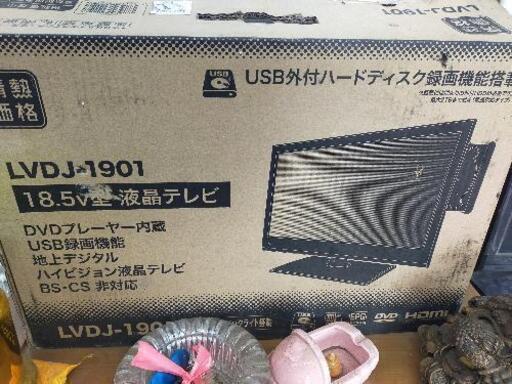 LVDJ-1901
情熱価格
USB
USB外付ハードディスク録画機能搭載
LVDJ-1901
18.5V型 液晶テレビ
DVDプレーヤー内蔵
USB録画機能
地上デジタル
ハイビジョン液晶テレビ
BS・CS 非対応
LVDJ-190
EPG
DVD
HDMI